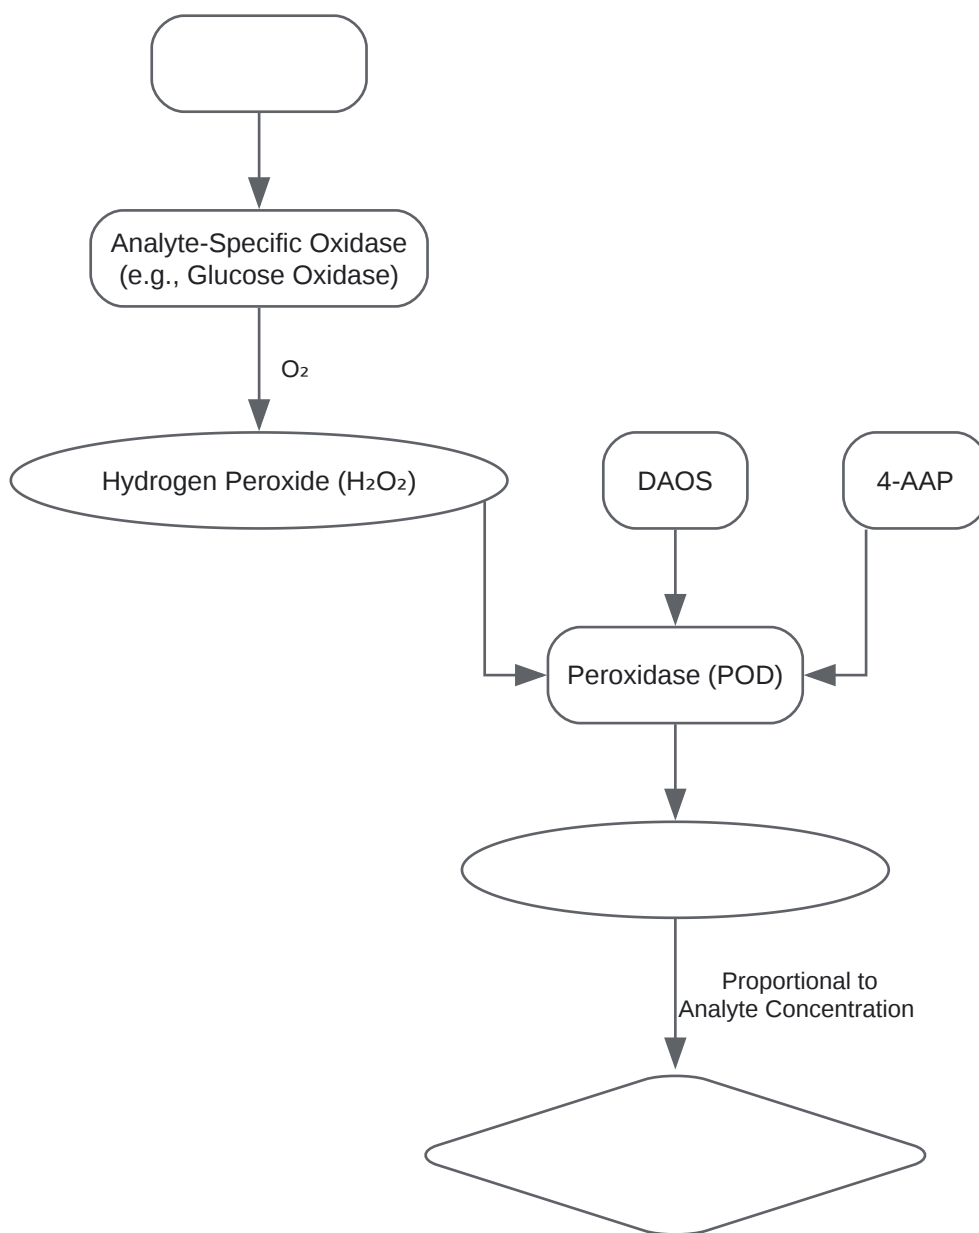 Analyte-Specific Oxidase
(e.g., Glucose Oxidase)
O₂
Hydrogen Peroxide (H₂O₂)
DAOS
4-AAP
Peroxidase (POD)
Proportional to
Analyte Concentration